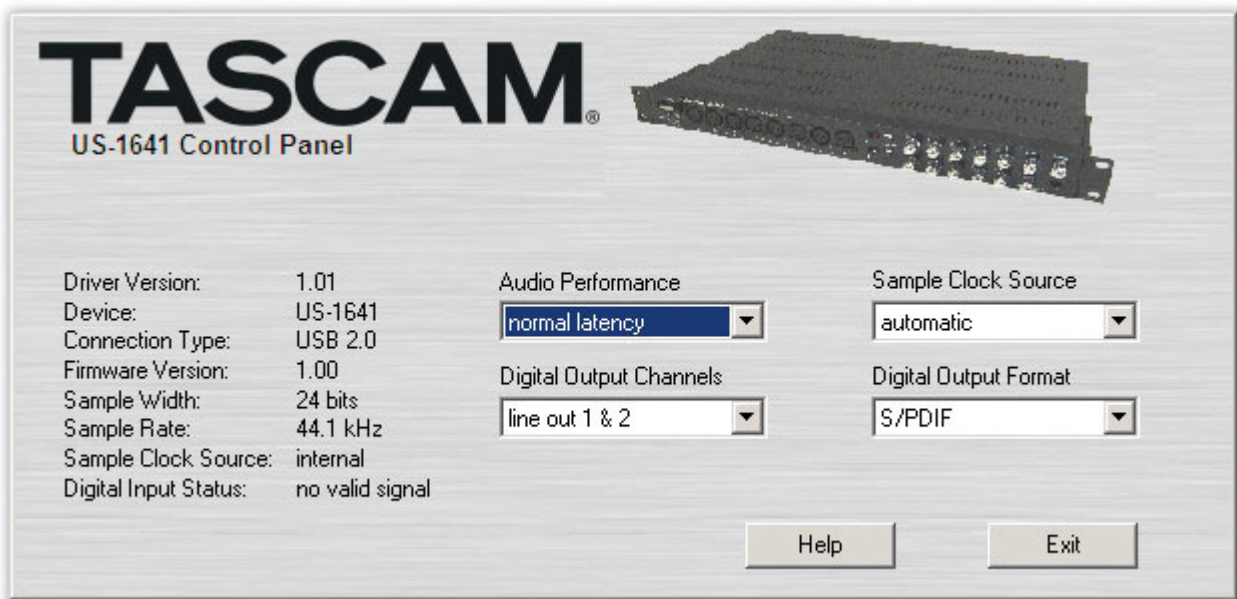 TASCAM®
US-1641 Control Panel
Driver Version: 1.01
Device: US-1641
Connection Type: USB 2.0
Firmware Version: 1.00
Sample Width: 24 bits
Sample Rate: 44.1 kHz
Sample Clock Source: internal
Digital Input Status: no valid signal
Audio Performance
normal latency
Sample Clock Source
automatic
Digital Output Channels
line out 1 & 2
Digital Output Format
S/PDIF
Help
Exit